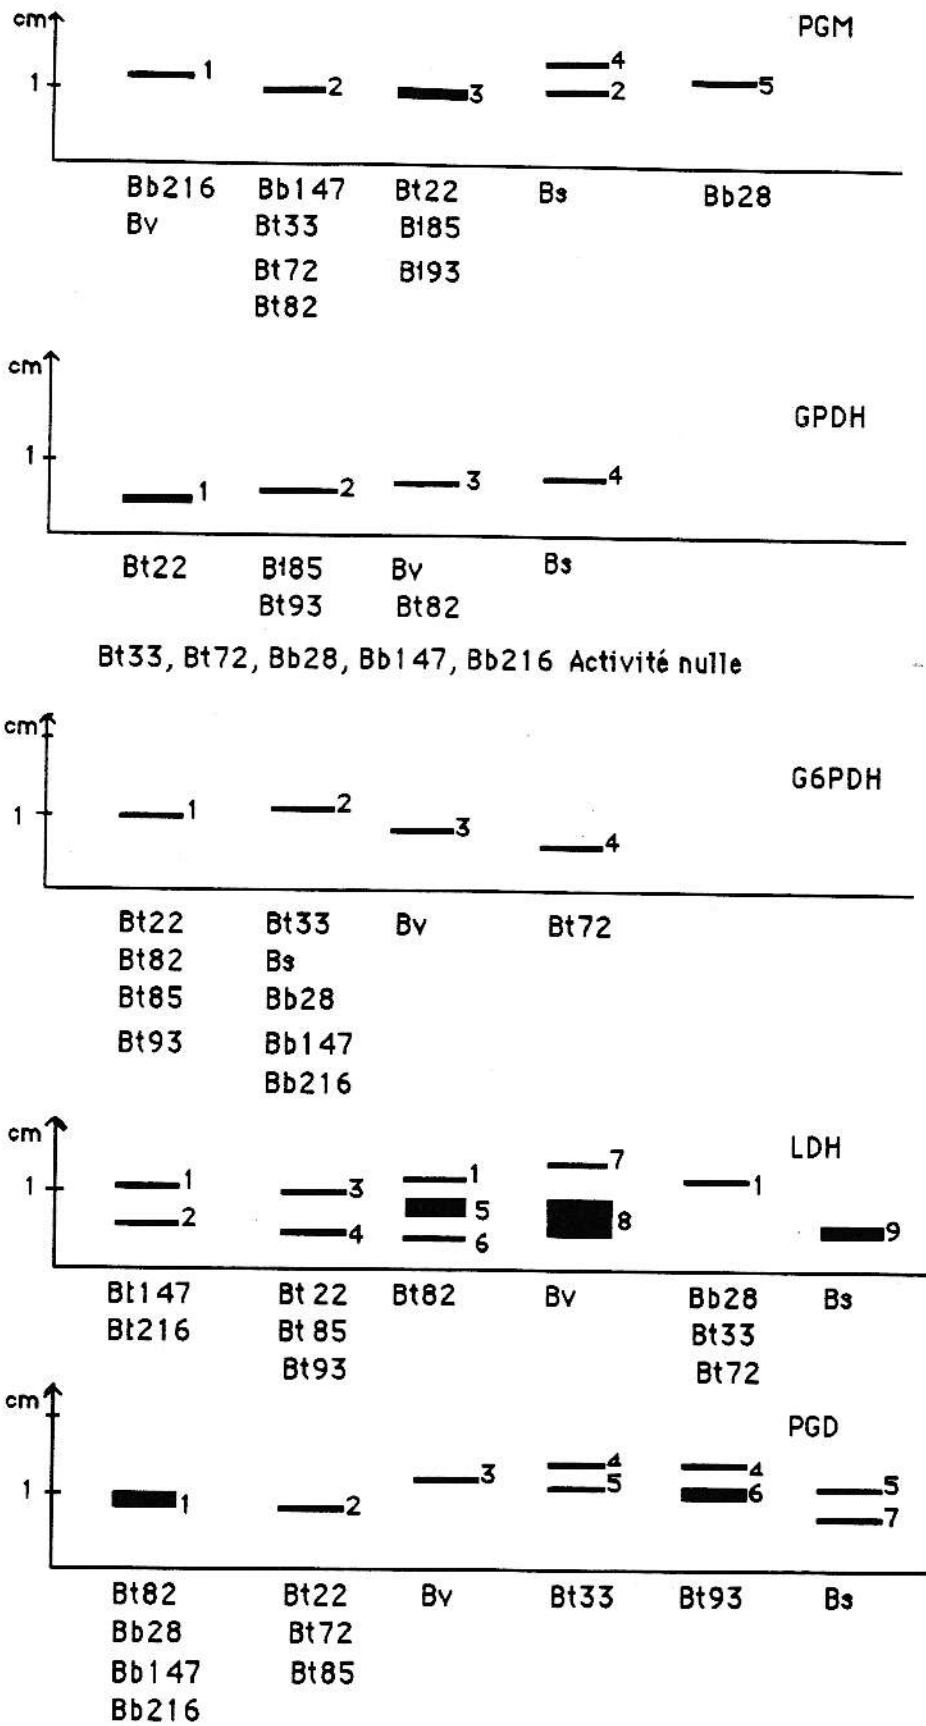 cm
PGM
1
1
2
3
4
2
5
Bb216 Bb147 Bt22 Bs Bb28
Bv Bt33 Bt85
Bt72 Bt93
Bt82
cm
GPDH
1
1
2
3
4
Bt22 Bt85 Bv Bs
Bt93 Bt82
Bt33, Bt72, Bb28, Bb147, Bb216 Activité nulle
cm
G6PDH
1
1
2
3
4
Bt22 Bt33 Bv Bt72
Bt82 Bs
Bt85 Bb28
Bt93 Bb147
Bb216
cm
LDH
1
1
2
3
4
1
5
6
7
8
1
9
Bt147 Bt22 Bt82 Bv Bb28 Bs
Bt216 Bt85 Bt33
Bt93 Bt72
cm
PGD
1
1
2
3
4
5
4
6
5
7
Bt82 Bt22 Bv Bt33 Bt93 Bs
Bb28 Bt72
Bb147 Bt85
Bb216